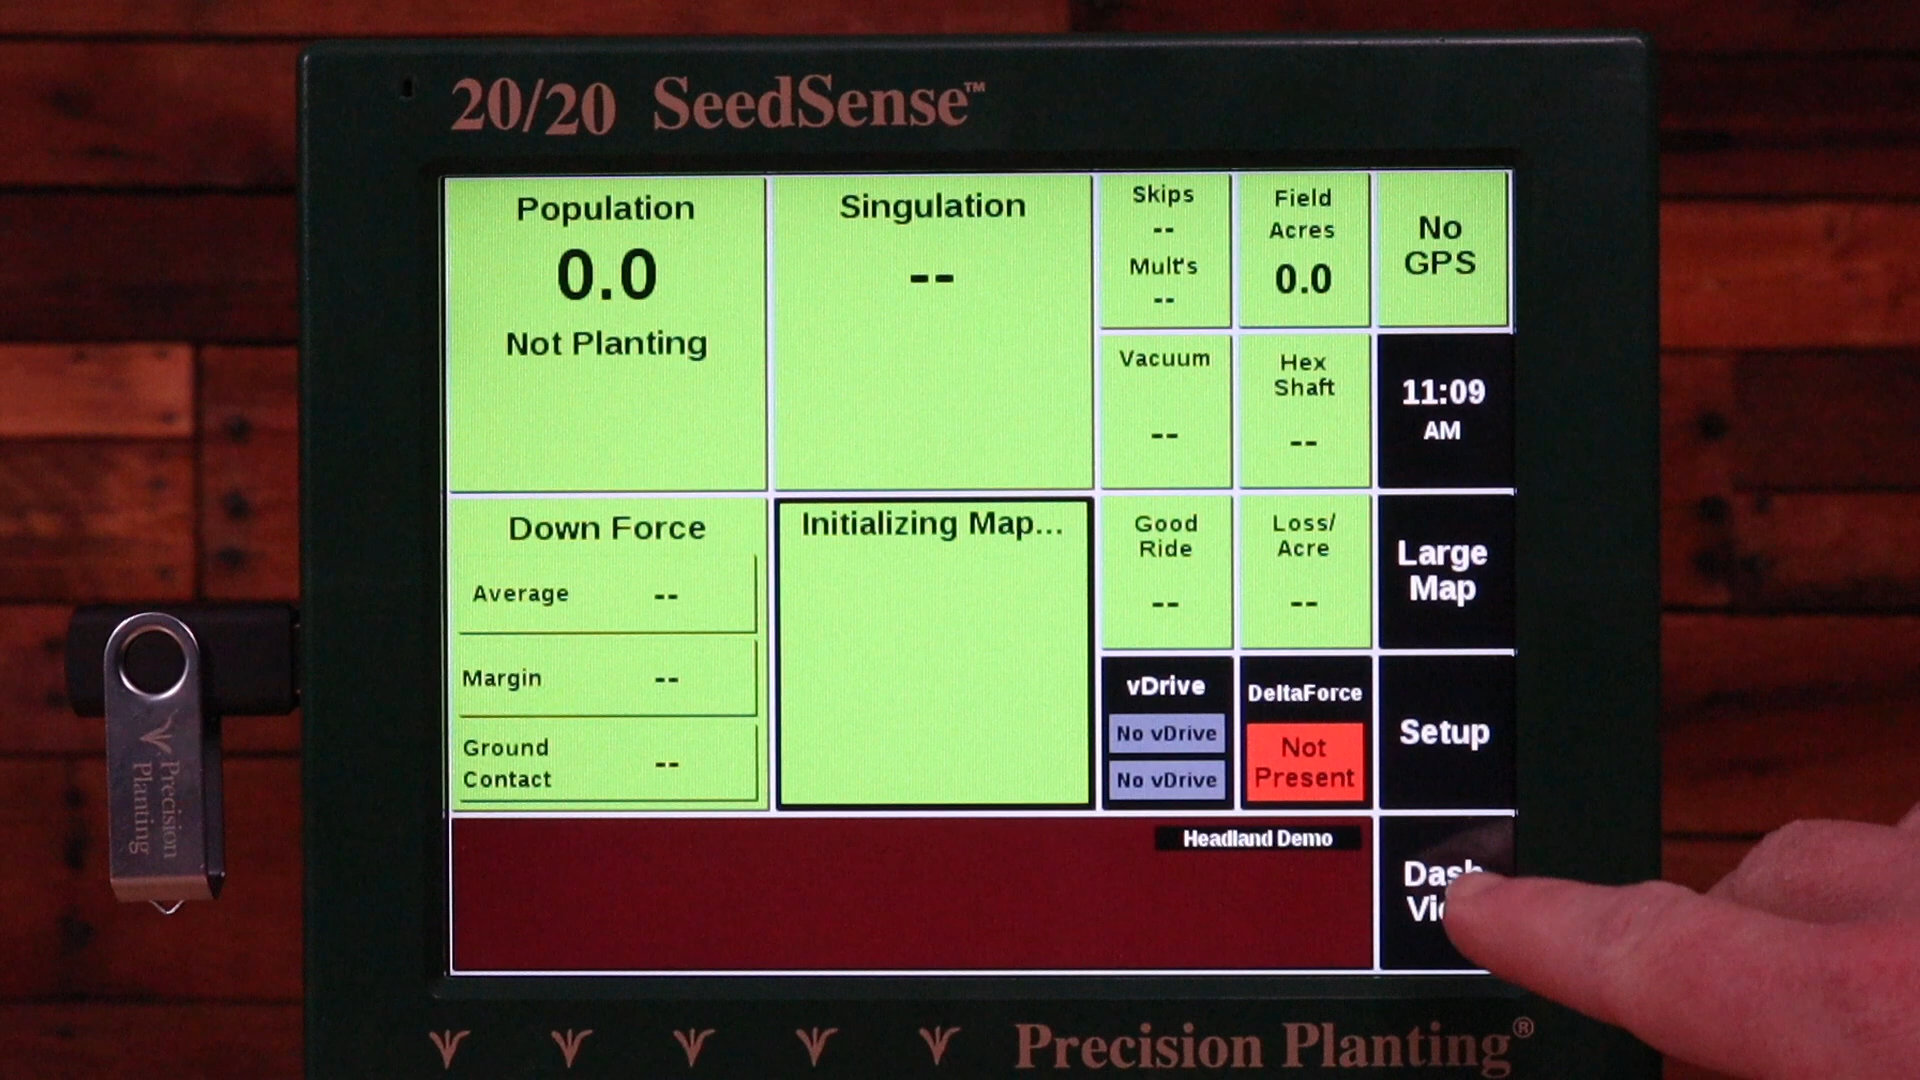 20/20 SeedSense™
Population
0.0
Not Planting
Singulation
--
Skips
--
Mult's
--
Field
Acres
0.0
No
GPS
Vacuum
--
Hex
Shaft
--
11:09
AM
Down Force
Average --
Margin --
Ground
Contact --
Initializing Map...
Good
Ride
--
Loss/
Acre
--
Large
Map
vDrive
No vDrive
No vDrive
DeltaForce
Not
Present
Setup
Headland Demo
Dash
Precision
Planting
Precision Planting®